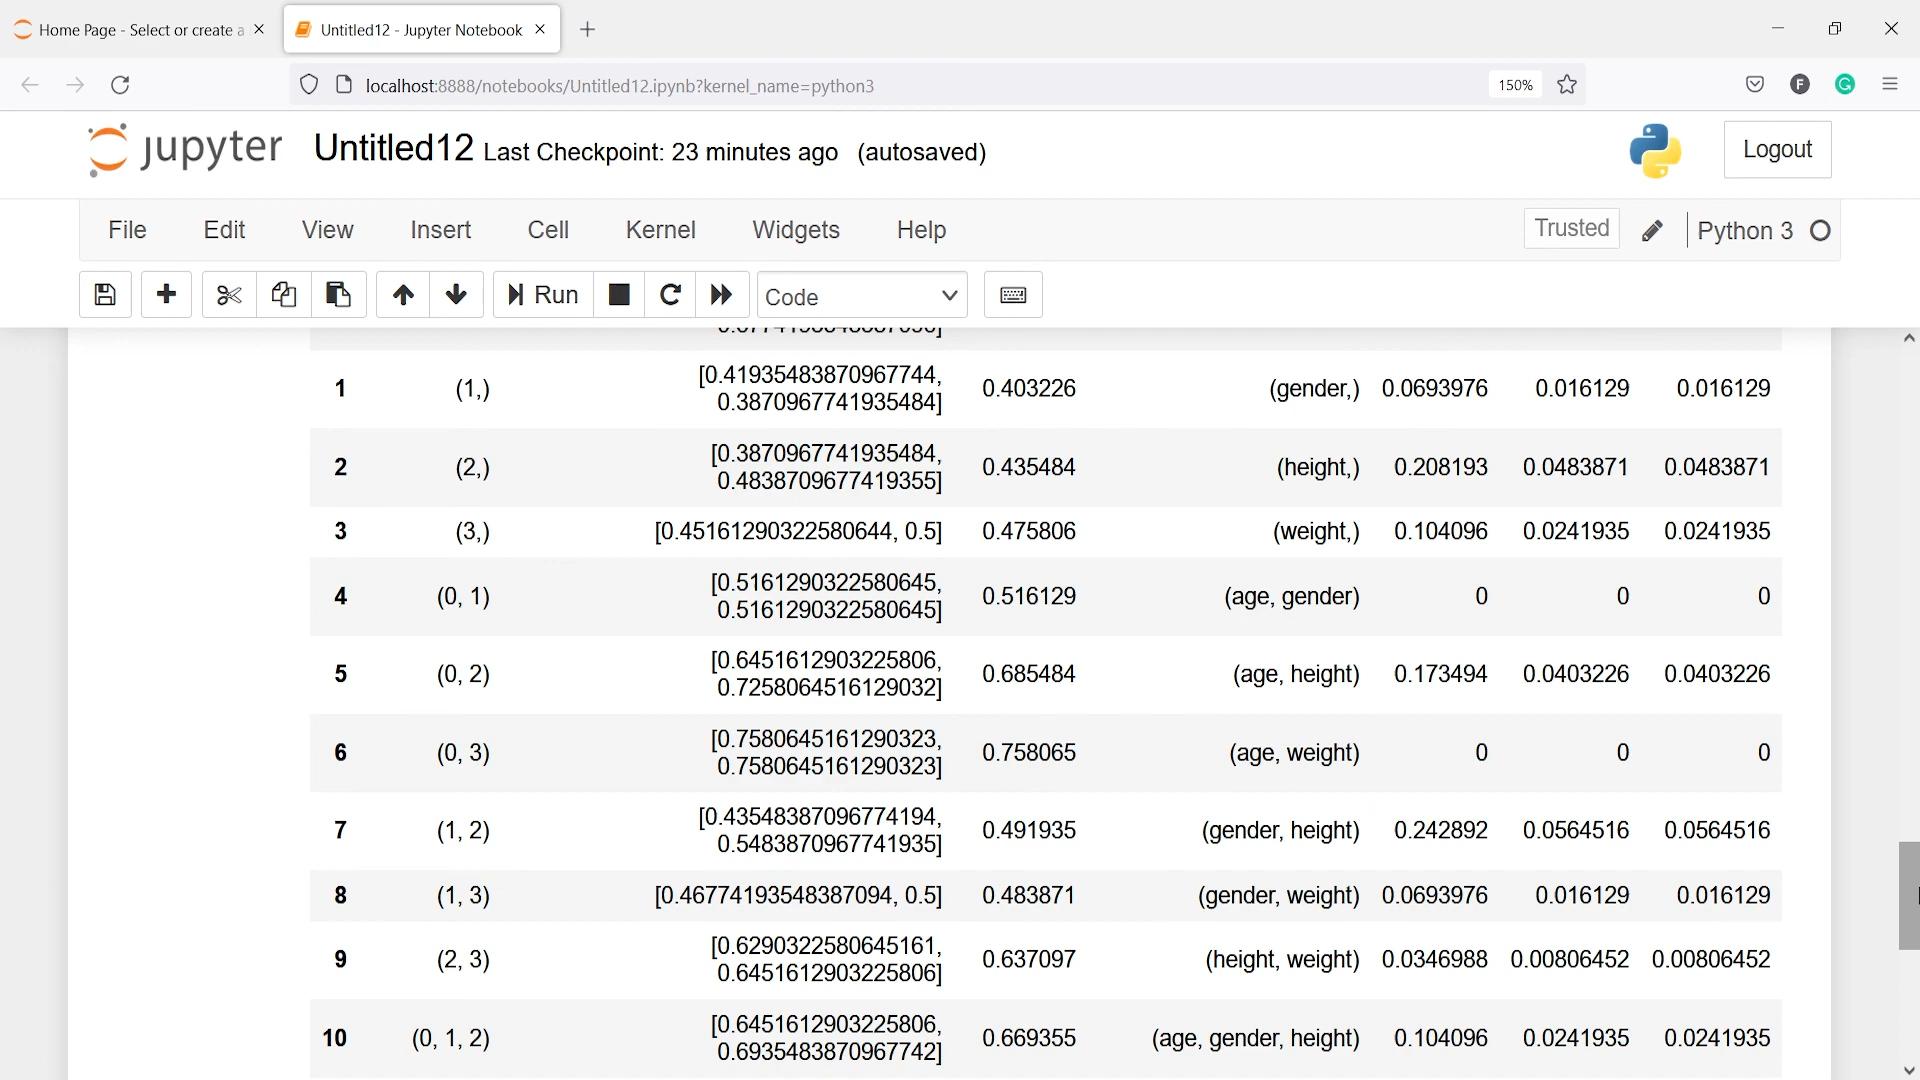 Home Page - Select or create a
Untitled12 - Jupyter Notebook
localhost:8888/notebooks/Untitled12.ipynb?kernel_name=python3
150%
F
G
jupyter Untitled12 Last Checkpoint: 23 minutes ago (autosaved)
Logout
File Edit View Insert Cell Kernel Widgets Help
Trusted
Python 3
Run
Code
1 (1,) [0.41935483870967744, 0.403226 (gender,) 0.0693976 0.016129 0.016129
0.3870967741935484]
2 (2,) [0.3870967741935484, 0.435484 (height,) 0.208193 0.0483871 0.0483871
0.4838709677419355]
3 (3,) [0.45161290322580644, 0.5] 0.475806 (weight,) 0.104096 0.0241935 0.0241935
4 (0, 1) [0.5161290322580645, 0.516129 (age, gender) 0 0 0
0.5161290322580645]
5 (0, 2) [0.6451612903225806, 0.685484 (age, height) 0.173494 0.0403226 0.0403226
0.7258064516129032]
6 (0, 3) [0.7580645161290323, 0.758065 (age, weight) 0 0 0
0.7580645161290323]
7 (1, 2) [0.43548387096774194, 0.491935 (gender, height) 0.242892 0.0564516 0.0564516
0.5483870967741935]
8 (1, 3) [0.46774193548387094, 0.5] 0.483871 (gender, weight) 0.0693976 0.016129 0.016129
9 (2, 3) [0.6290322580645161, 0.637097 (height, weight) 0.0346988 0.00806452 0.00806452
0.6451612903225806]
10 (0, 1, 2) [0.6451612903225806, 0.669355 (age, gender, height) 0.104096 0.0241935 0.0241935
0.6935483870967742]